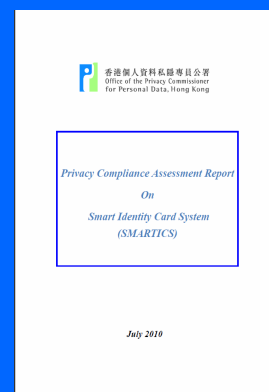 香港個人資料私隱專員公署
Office of the Privacy Commissioner
for Personal Data, Hong Kong
Privacy Compliance Assessment Report
On
Smart Identity Card System
(SMARTICS)
July 2010